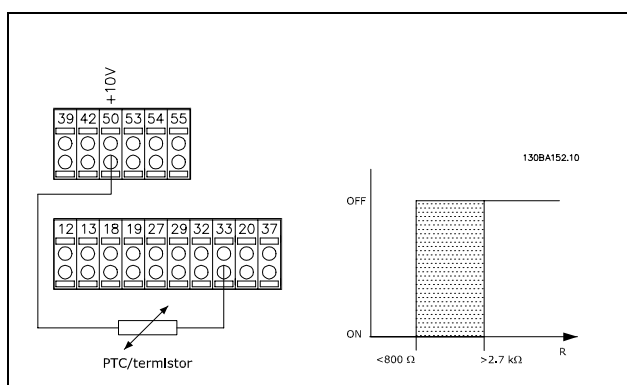 +10V
39 42 50 53 54 55
12 13 18 19 27 29 32 33 20 37
PTC/termistor
130BA152.10
OFF
ON
<800 Ω >2.7 kΩ R